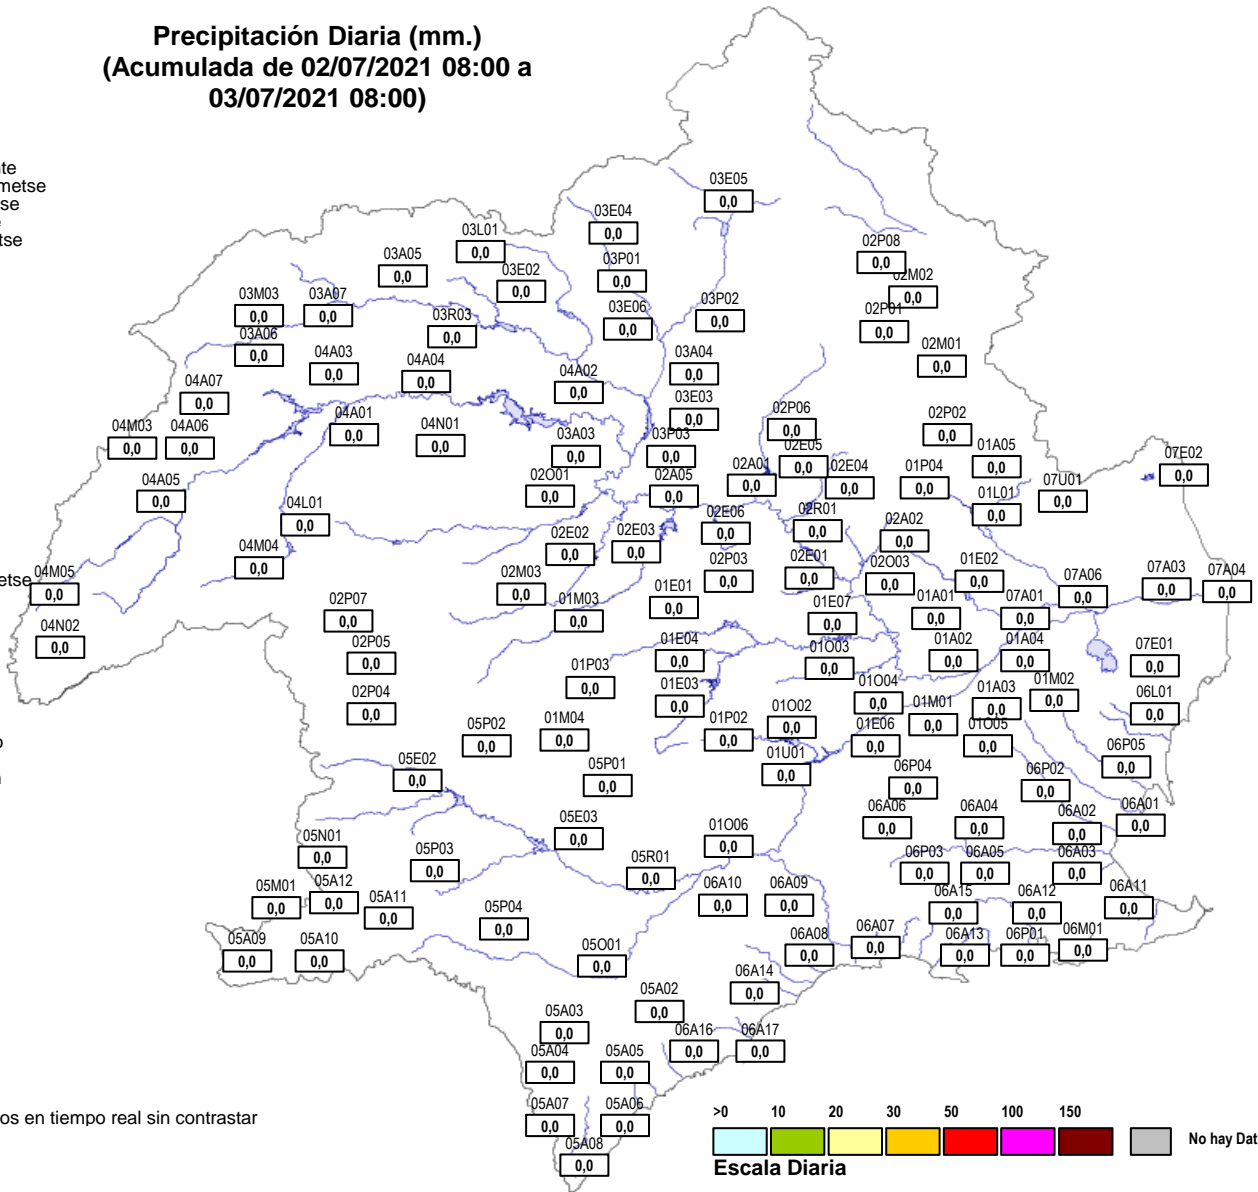 Precipitación Diaria (mm.)
(Acumulada de 02/07/2021 08:00 a
03/07/2021 08:00)
03E05
0,0
03E04
0,0
03L01
0,0
03A05
0,0
03P01
0,0
03E02
0,0
02P08
0,0
02M02
0,0
03M03
0,0
03A07
0,0
03R03
0,0
03E06
0,0
03P02
0,0
02P01
0,0
03A06
0,0
04A03
0,0
04A04
0,0
04A02
0,0
03A04
0,0
02M01
0,0
04A07
0,0
03E03
0,0
04M03
0,0
04A06
0,0
04A01
0,0
04N01
0,0
03A03
0,0
03P03
0,0
02P06
0,0
02E05
0,0
02P02
0,0
01A05
0,0
07E02
0,0
04A05
0,0
02O01
0,0
02A05
0,0
02A01
0,0
02E04
0,0
01P04
0,0
01L01
0,0
07U01
0,0
04L01
0,0
02E06
0,0
02R01
0,0
02A02
0,0
04M04
0,0
02E02
0,0
02E03
0,0
04M05
0,0
02M03
0,0
02P03
0,0
02E01
0,0
02O03
0,0
01E02
0,0
07A06
0,0
07A03
0,0
07A04
0,0
02P07
0,0
01M03
0,0
01E01
0,0
01E07
0,0
01A01
0,0
07A01
0,0
04N02
0,0
02P05
0,0
01E04
0,0
01O03
0,0
01A02
0,0
01A04
0,0
07E01
0,0
02P04
0,0
01P03
0,0
01E03
0,0
01O04
0,0
01M01
0,0
01A03
0,0
01M02
0,0
06L01
0,0
05P02
0,0
01M04
0,0
01P02
0,0
01O02
0,0
01E06
0,0
01O05
0,0
05E02
0,0
05P01
0,0
01U01
0,0
06P04
0,0
06P02
0,0
06P05
0,0
05E03
0,0
01O06
0,0
06A06
0,0
06A04
0,0
06A02
0,0
06A01
0,0
05N01
0,0
05P03
0,0
05R01
0,0
06P03
0,0
06A05
0,0
06A03
0,0
05M01
0,0
05A12
0,0
05A11
0,0
05P04
0,0
06A10
0,0
06A09
0,0
06A15
0,0
06A12
0,0
06A11
0,0
05A09
0,0
05A10
0,0
05O01
0,0
06A08
0,0
06A07
0,0
06A13
0,0
06P01
0,0
06M01
0,0
06A14
0,0
05A02
0,0
05A03
0,0
06A16
0,0
06A17
0,0
05A04
0,0
05A05
0,0
05A07
0,0
05A06
0,0
05A08
0,0
os en tiempo real sin contrastar
>0 10 20 30 50 100 150
No hay Dat
Escala Diaria